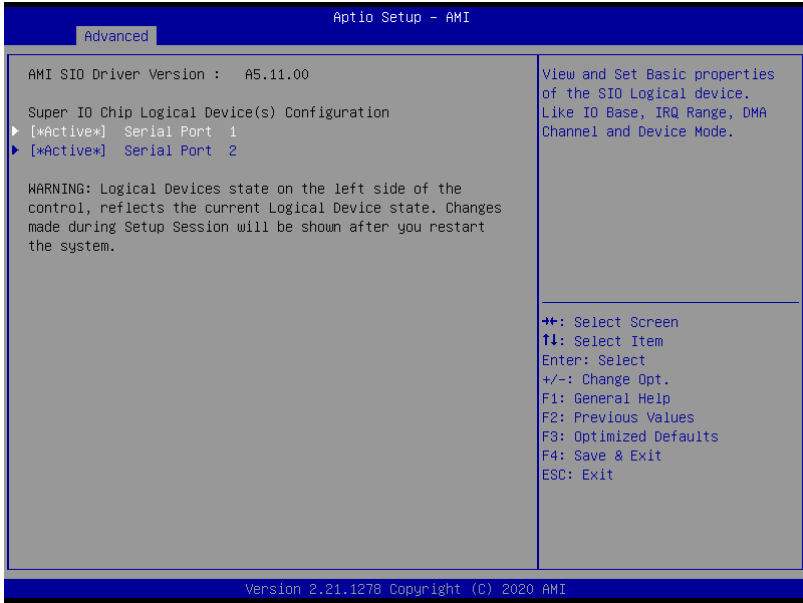 Aptio Setup – AMI
Advanced
AMI SIO Driver Version :   A5.11.00
Super IO Chip Logical Device(s) Configuration
[*Active*]  Serial Port  1
[*Active*]  Serial Port  2
WARNING: Logical Devices state on the left side of the
control, reflects the current Logical Device state. Changes
made during Setup Session will be shown after you restart
the system.
View and Set Basic properties
of the SIO Logical device.
Like IO Base, IRQ Range, DMA
Channel and Device Mode.
→←: Select Screen
↑↓: Select Item
Enter: Select
+/-: Change Opt.
F1: General Help
F2: Previous Values
F3: Optimized Defaults
F4: Save & Exit
ESC: Exit
Version 2.21.1278 Copyright (C) 2020 AMI